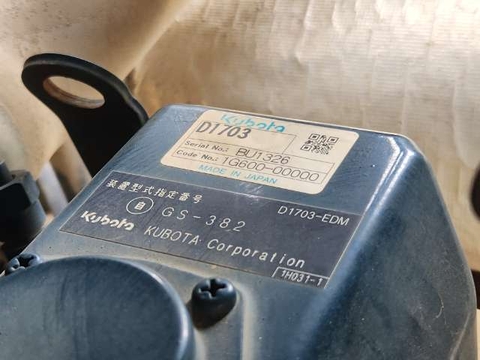 Kubota
D1703
Serial No.: BU1326
Code No.: 1G600-00000
MADE IN JAPAN
装置型式指定番号
自 GS-382
D1703-EDM
Kubota KUBOTA Corporation
1H031-1